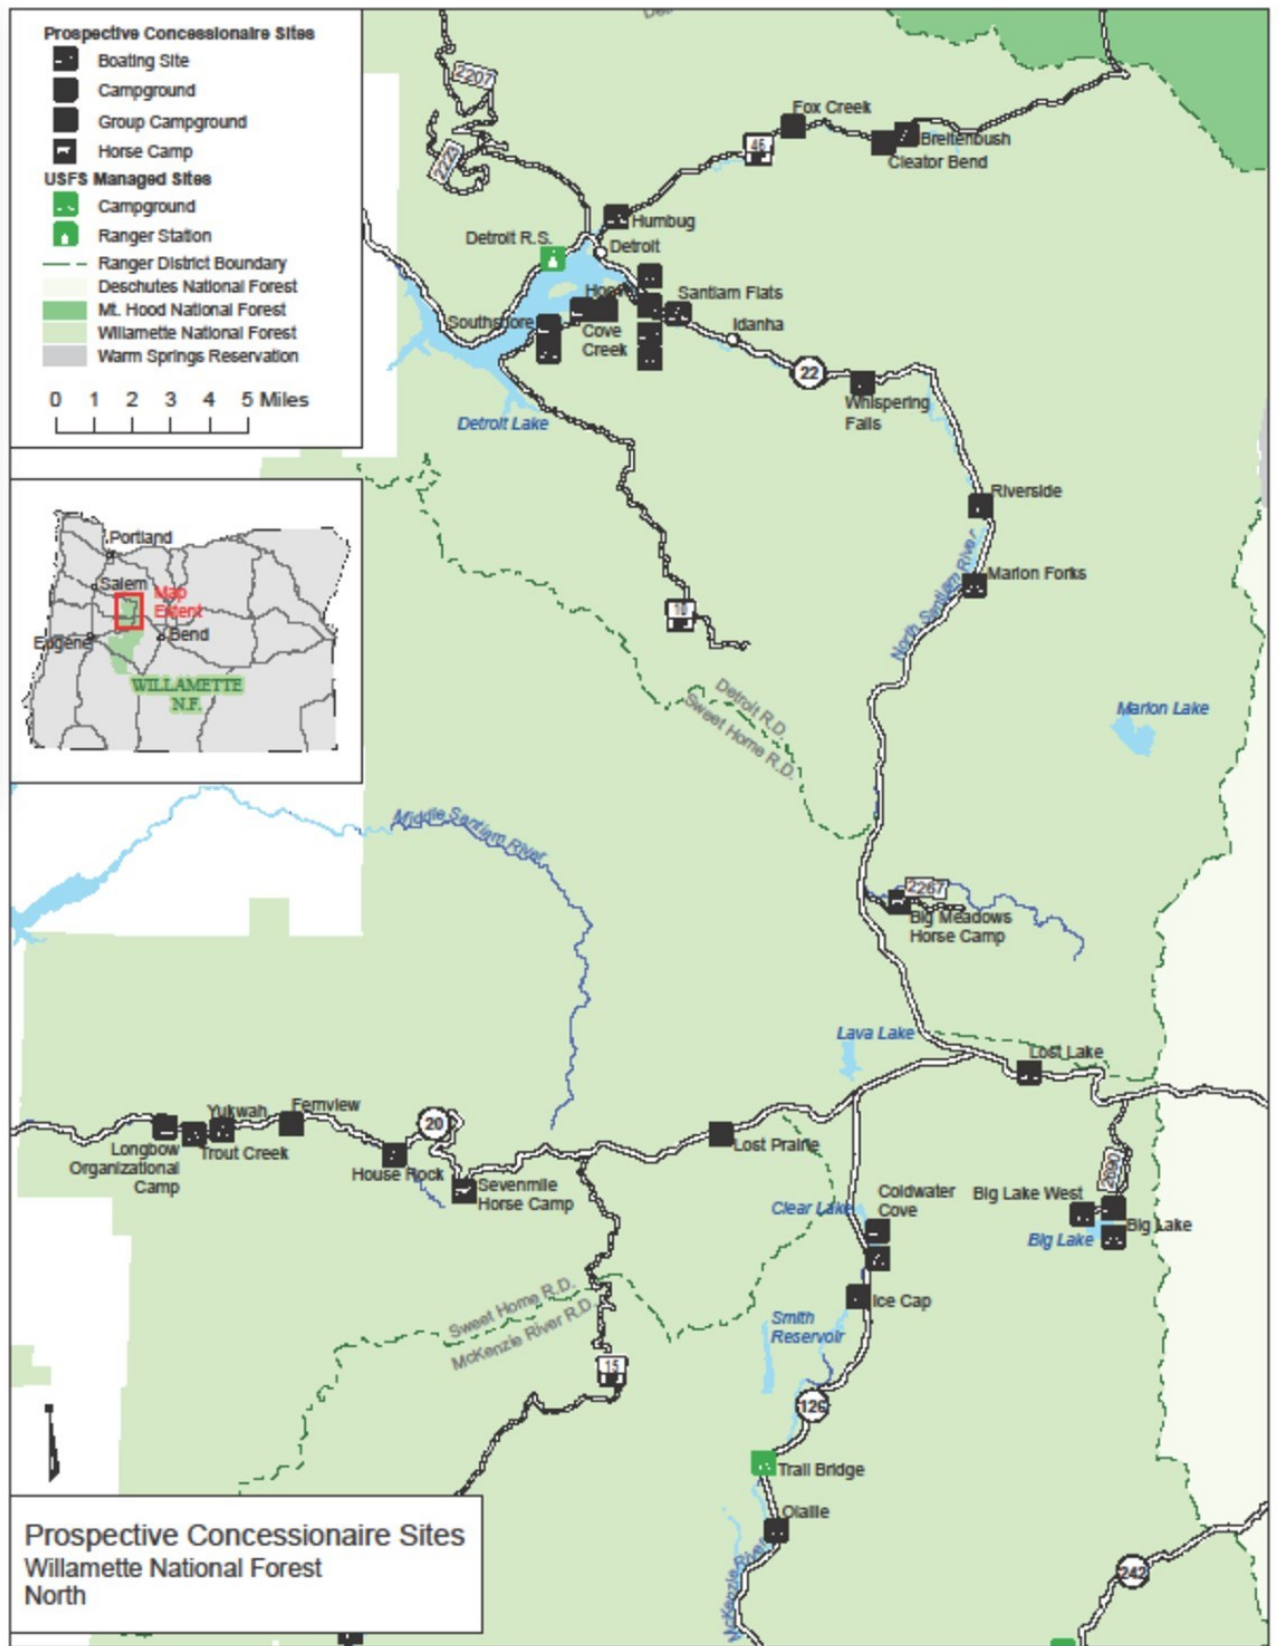 Prospective Concessionaire Sites
Boating Site
Campground
Group Campground
Horse Camp
USFS Managed Sites
Campground
Ranger Station
Ranger District Boundary
Deschutes National Forest
Mt. Hood National Forest
Willamette National Forest
Warm Springs Reservation
0 1 2 3 4 5 Miles
2207
2223
46
Fox Creek
Breitenbush
Cleator Bend
Humbug
Detroit R.S.
Detroit
Santiam Flats
Southshore
Cove
Creek
Idanha
22
Whispering
Falls
Detroit Lake
Riverside
North Santiam River
Marion Forks
10
Detroit R.D.
Sweet Home R.D.
Marion Lake
Portland
Salem
Map
Extent
Eugene
Bend
WILLAMETTE
N.F.
Middle Santiam River
2267
Big Meadows
Horse Camp
Lava Lake
Lost Lake
Yukwah
Fernview
20
Longbow
Organizational
Camp
Trout Creek
House Rock
Sevenmile
Horse Camp
Lost Prairie
2690
Clear Lake
Coldwater
Cove
Big Lake West
Big Lake
Big Lake
Ice Cap
Smith
Reservoir
Sweet Home R.D.
McKenzie River R.D.
15
126
Trail Bridge
Olallie
McKenzie River
242
Prospective Concessionaire Sites
Willamette National Forest
North